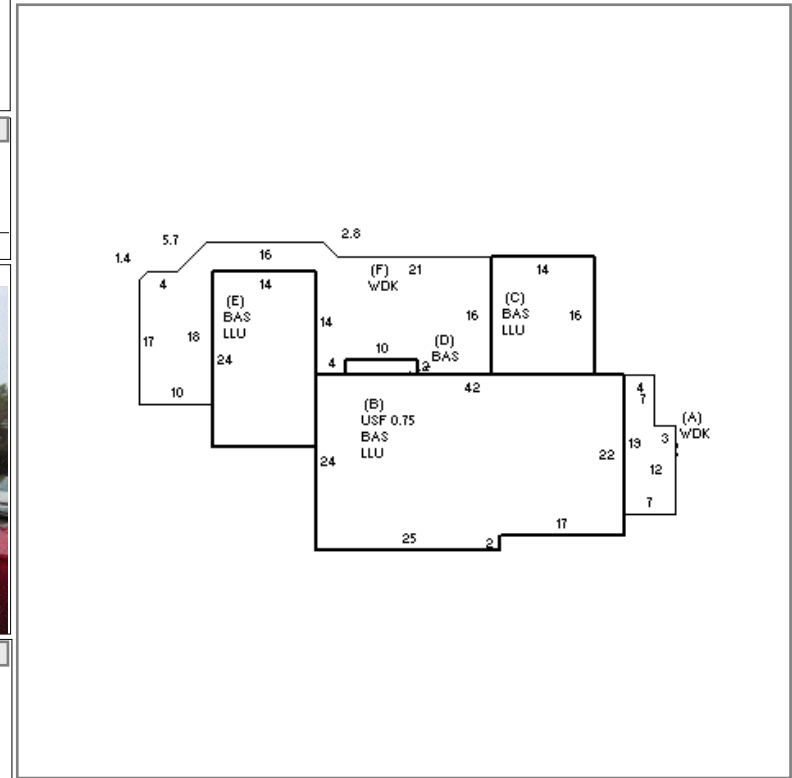 2.8
5.7
1.4
16
(F) 21
WDK
4
14
14
(E)
BAS
LLU
(C)
BAS
LLU
17
18
14
16
16
24
(D)
BAS
10
4
2
10
42
4
7
(B)
USF 0.75
BAS
LLU
(A)
WDK
3
19
22
24
12
7
17
25
2